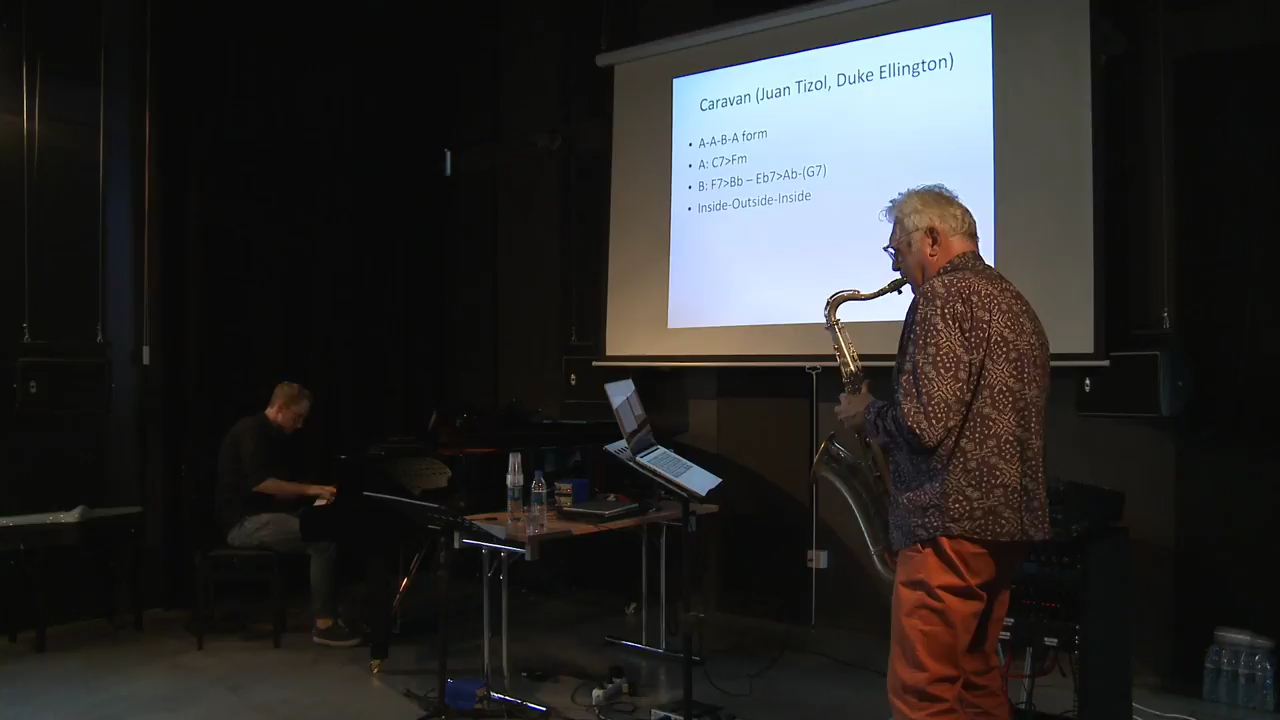 Caravan (Juan Tizol, Duke Ellington)
• A-A-B-A form
• A: C7>Fm
• B: F7>Bb – Eb7>Ab-(G7)
• Inside-Outside-Inside